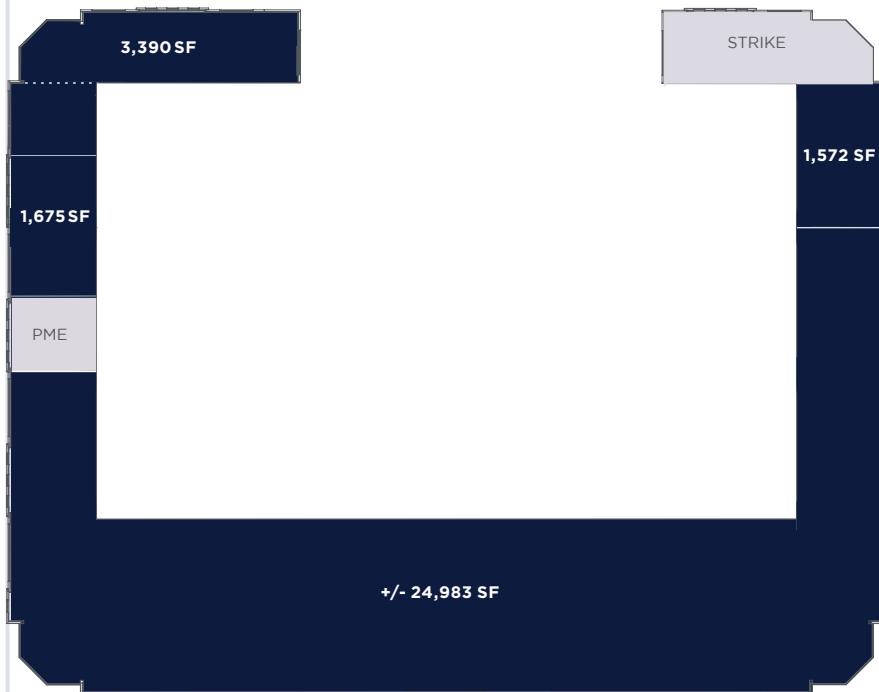 3,390 SF
STRIKE
1,572 SF
1,675 SF
PME
+/- 24,983 SF